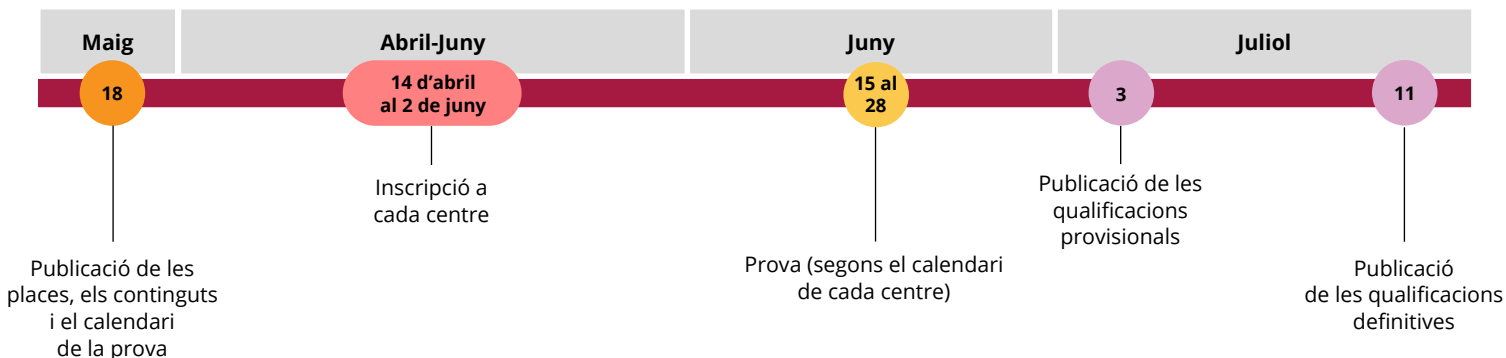 Maig
Abril-Juny
Juny
Juliol
18
14 d’abril
al 2 de juny
15 al
28
3
11
Inscripció a
cada centre
Publicació de les
qualificacions
provisionals
Publicació de les
places, els continguts
i el calendari
de la prova
Prova (segons el calendari
de cada centre)
Publicació
de les qualificacions
definitives